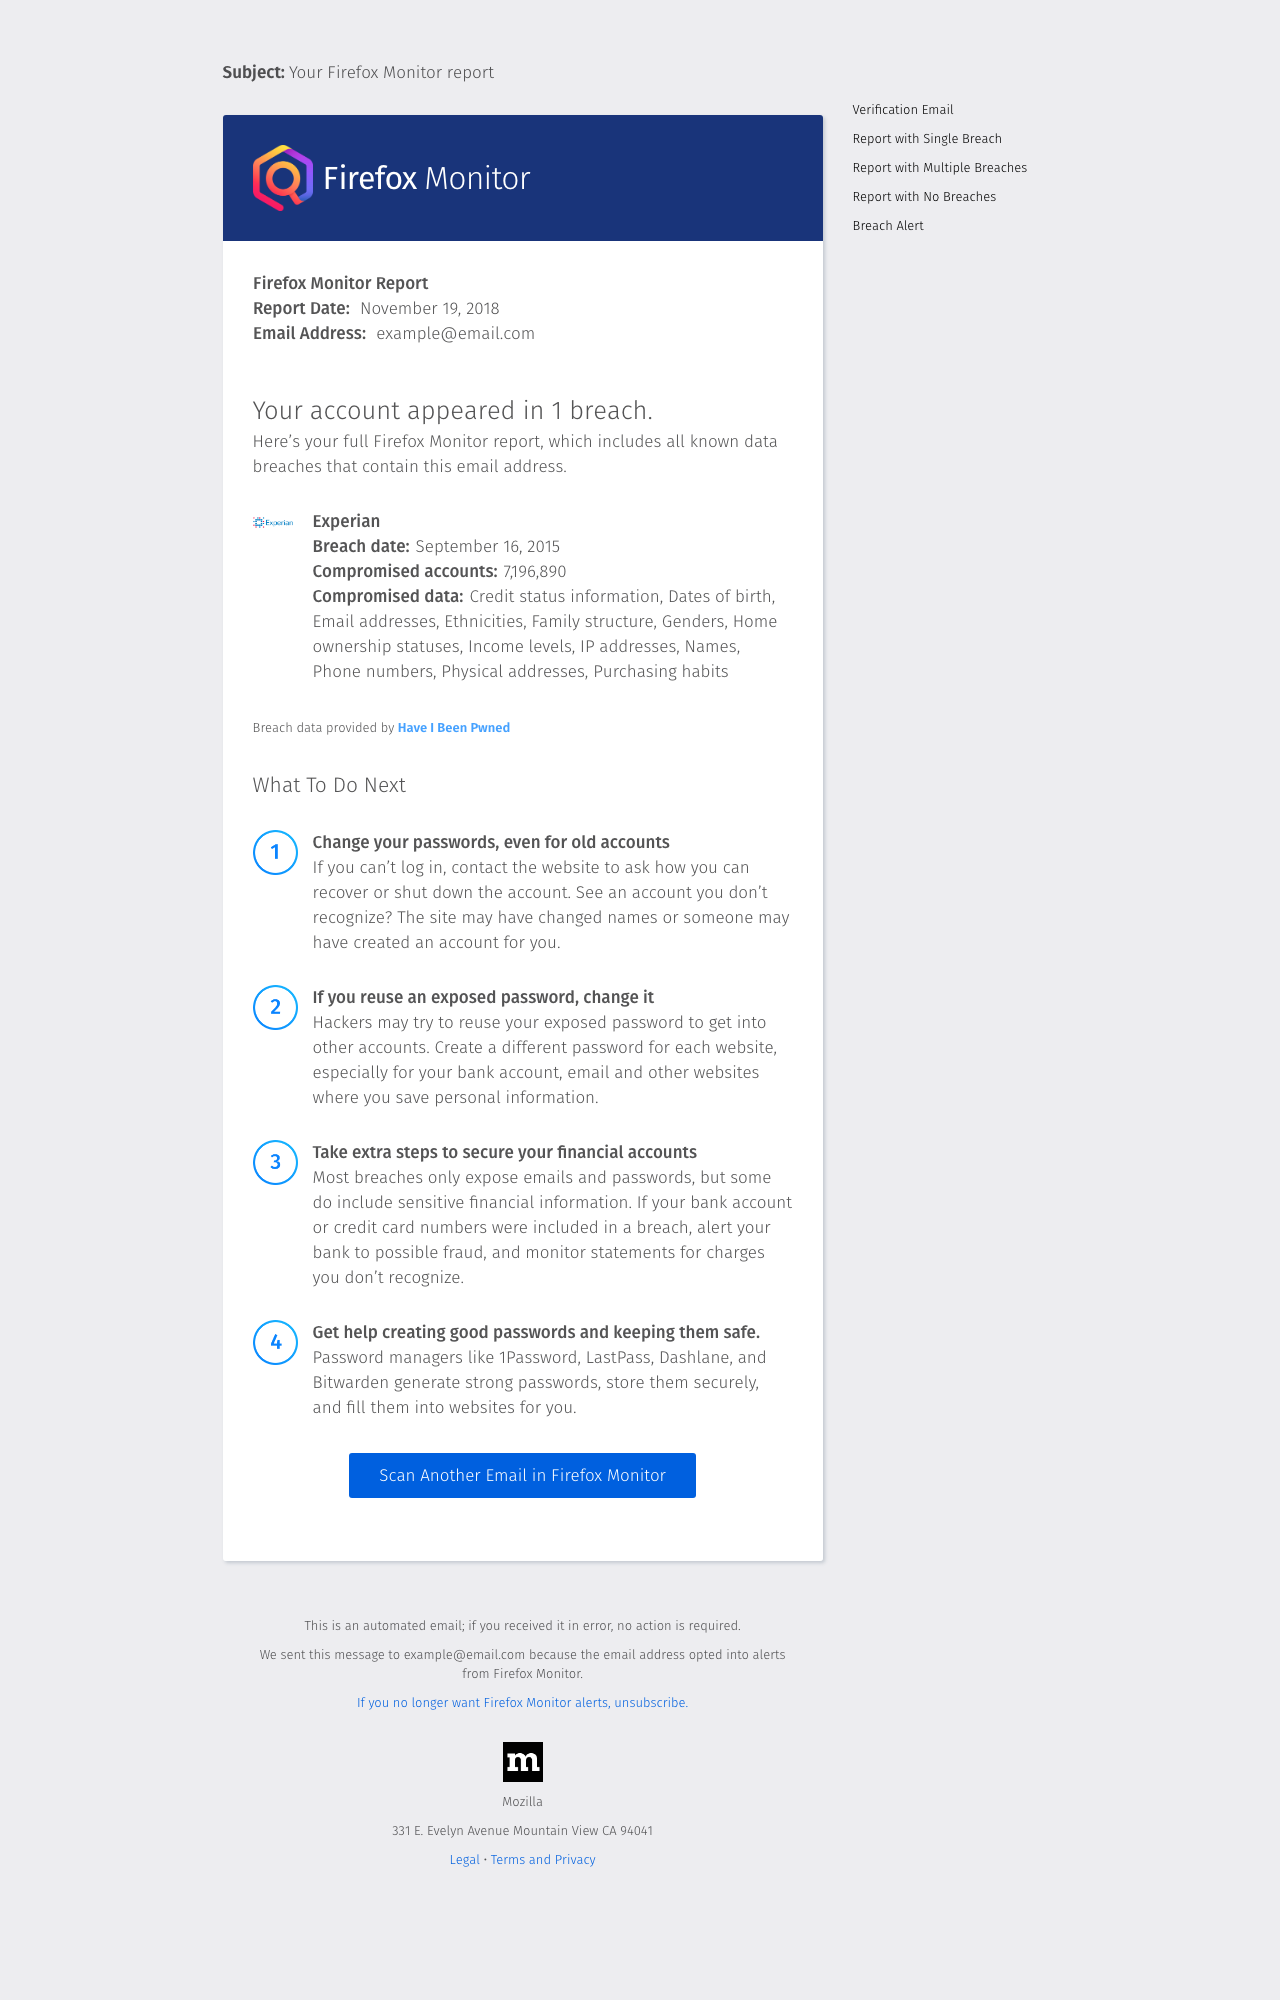 Subject: Your Firefox Monitor report
Verification Email
Report with Single Breach
Report with Multiple Breaches
Report with No Breaches
Breach Alert
Firefox Monitor
Firefox Monitor Report
Report Date: November 19, 2018
Email Address: example@email.com
Your account appeared in 1 breach.
Here’s your full Firefox Monitor report, which includes all known data
breaches that contain this email address.
Experian
Experian
Breach date: September 16, 2015
Compromised accounts: 7,196,890
Compromised data: Credit status information, Dates of birth,
Email addresses, Ethnicities, Family structure, Genders, Home
ownership statuses, Income levels, IP addresses, Names,
Phone numbers, Physical addresses, Purchasing habits
Breach data provided by Have I Been Pwned
What To Do Next
1
Change your passwords, even for old accounts
If you can’t log in, contact the website to ask how you can
recover or shut down the account. See an account you don’t
recognize? The site may have changed names or someone may
have created an account for you.
2
If you reuse an exposed password, change it
Hackers may try to reuse your exposed password to get into
other accounts. Create a different password for each website,
especially for your bank account, email and other websites
where you save personal information.
3
Take extra steps to secure your financial accounts
Most breaches only expose emails and passwords, but some
do include sensitive financial information. If your bank account
or credit card numbers were included in a breach, alert your
bank to possible fraud, and monitor statements for charges
you don’t recognize.
4
Get help creating good passwords and keeping them safe.
Password managers like 1Password, LastPass, Dashlane, and
Bitwarden generate strong passwords, store them securely,
and fill them into websites for you.
Scan Another Email in Firefox Monitor
This is an automated email; if you received it in error, no action is required.
We sent this message to example@email.com because the email address opted into alerts
from Firefox Monitor.
If you no longer want Firefox Monitor alerts, unsubscribe.
m
Mozilla
331 E. Evelyn Avenue Mountain View CA 94041
Legal · Terms and Privacy